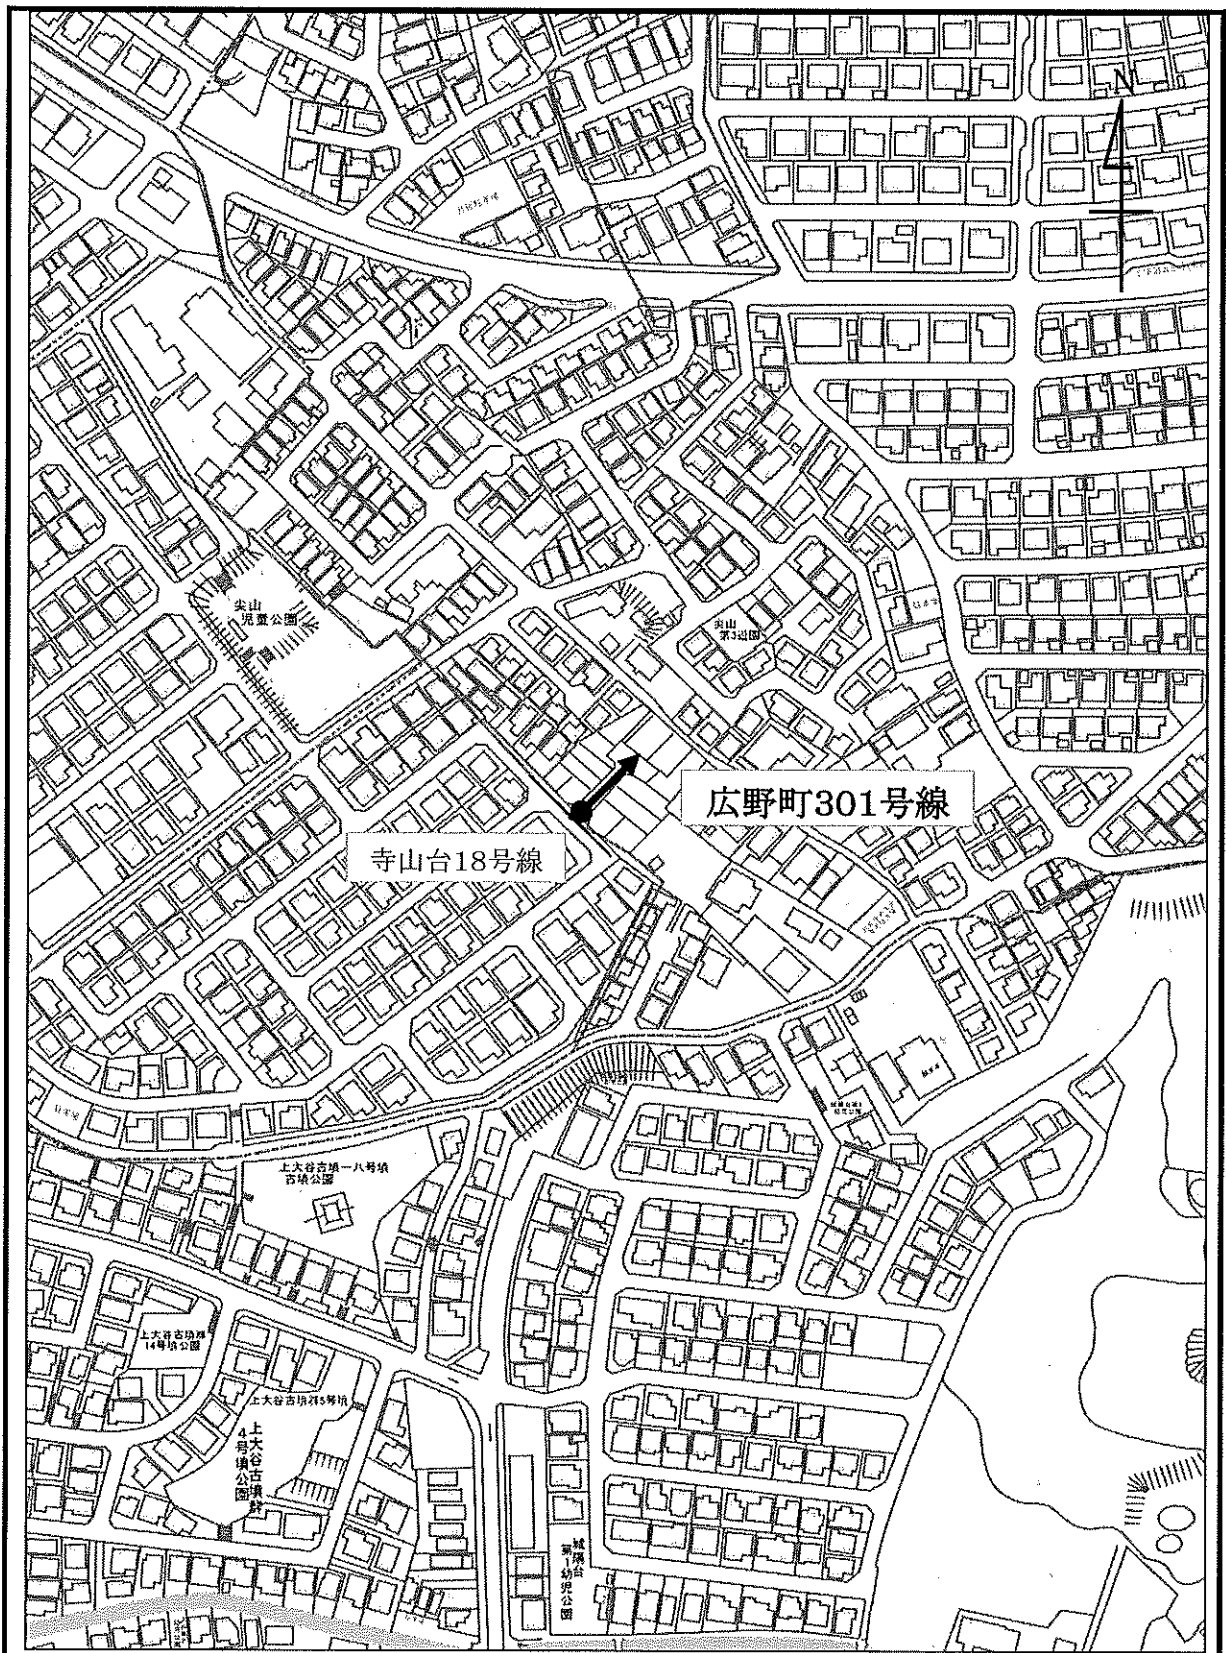 N
尖山
児童公園
尖山
第3遊園
広野町301号線
寺山台18号線
上大谷古墳一八号墳
古墳公園
上大谷古墳群
14号墳公園
上大谷古墳群5号墳
上大谷古墳群
4号墳公園
城陽台
第1幼児公園